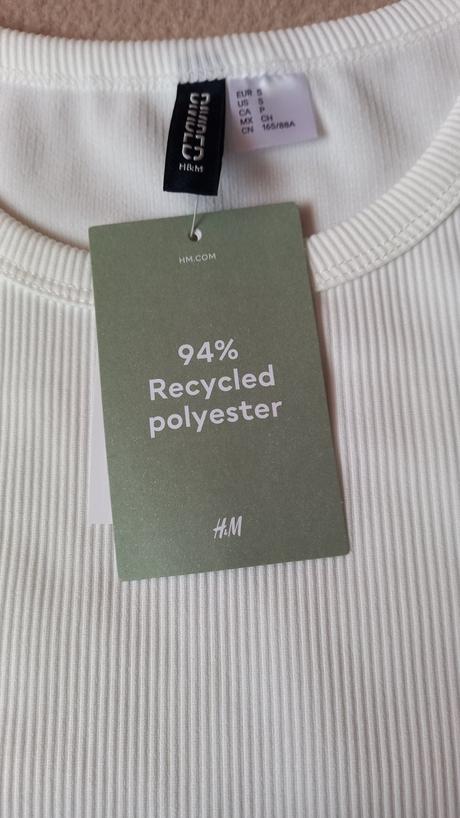 DIVIDED
H&M
EUR S
US S
CA P
MX CH
CN 165/88A
HM.COM
94%
Recycled
polyester
H&M